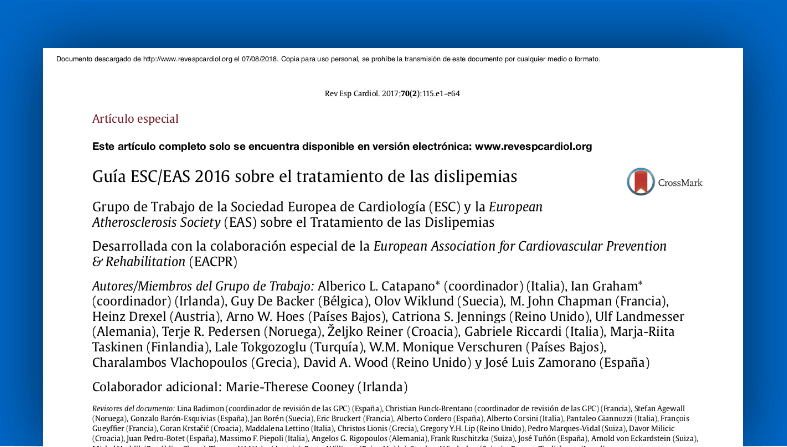 Documento descargado de http://www.revespcardiol.org el 07/08/2018. Copia para uso personal, se prohíbe la transmisión de este documento por cualquier medio o formato.
Rev Esp Cardiol. 2017;70(2):115.e1–e64
Artículo especial
Este artículo completo solo se encuentra disponible en versión electrónica: www.revespcardiol.org
Guía ESC/EAS 2016 sobre el tratamiento de las dislipemias
CrossMark
Grupo de Trabajo de la Sociedad Europea de Cardiología (ESC) y la European
Atherosclerosis Society (EAS) sobre el Tratamiento de las Dislipemias
Desarrollada con la colaboración especial de la European Association for Cardiovascular Prevention
& Rehabilitation (EACPR)
Autores/Miembros del Grupo de Trabajo: Alberico L. Catapano* (coordinador) (Italia), Ian Graham*
(coordinador) (Irlanda), Guy De Backer (Bélgica), Olov Wiklund (Suecia), M. John Chapman (Francia),
Heinz Drexel (Austria), Arno W. Hoes (Países Bajos), Catriona S. Jennings (Reino Unido), Ulf Landmesser
(Alemania), Terje R. Pedersen (Noruega), Željko Reiner (Croacia), Gabriele Riccardi (Italia), Marja-Riita
Taskinen (Finlandia), Lale Tokgozoglu (Turquía), W.M. Monique Verschuren (Países Bajos),
Charalambos Vlachopoulos (Grecia), David A. Wood (Reino Unido) y José Luis Zamorano (España)
Colaborador adicional: Marie-Therese Cooney (Irlanda)
Revisores del documento: Lina Badimon (coordinadora de revisión de las GPC) (España), Christian Funck-Brentano (coordinador de revisión de las GPC) (Francia), Stefan Agewall
(Noruega), Gonzalo Barón-Esquivias (España), Jan Borén (Suecia), Eric Bruckert (Francia), Alberto Cordero (España), Alberto Corsini (Italia), Pantaleo Giannuzzi (Italia), François
Gueyffier (Francia), Goran Krstačić (Croacia), Maddalena Lettino (Italia), Christos Lionis (Grecia), Gregory Y.H. Lip (Reino Unido), Pedro Marques-Vidal (Suiza), Davor Milicic
(Croacia), Juan Pedro-Botet (España), Massimo F. Piepoli (Italia), Angelos G. Rigopoulos (Alemania), Frank Ruschitzka (Suiza), José Tuñón (España), Arnold von Eckardstein (Suiza),